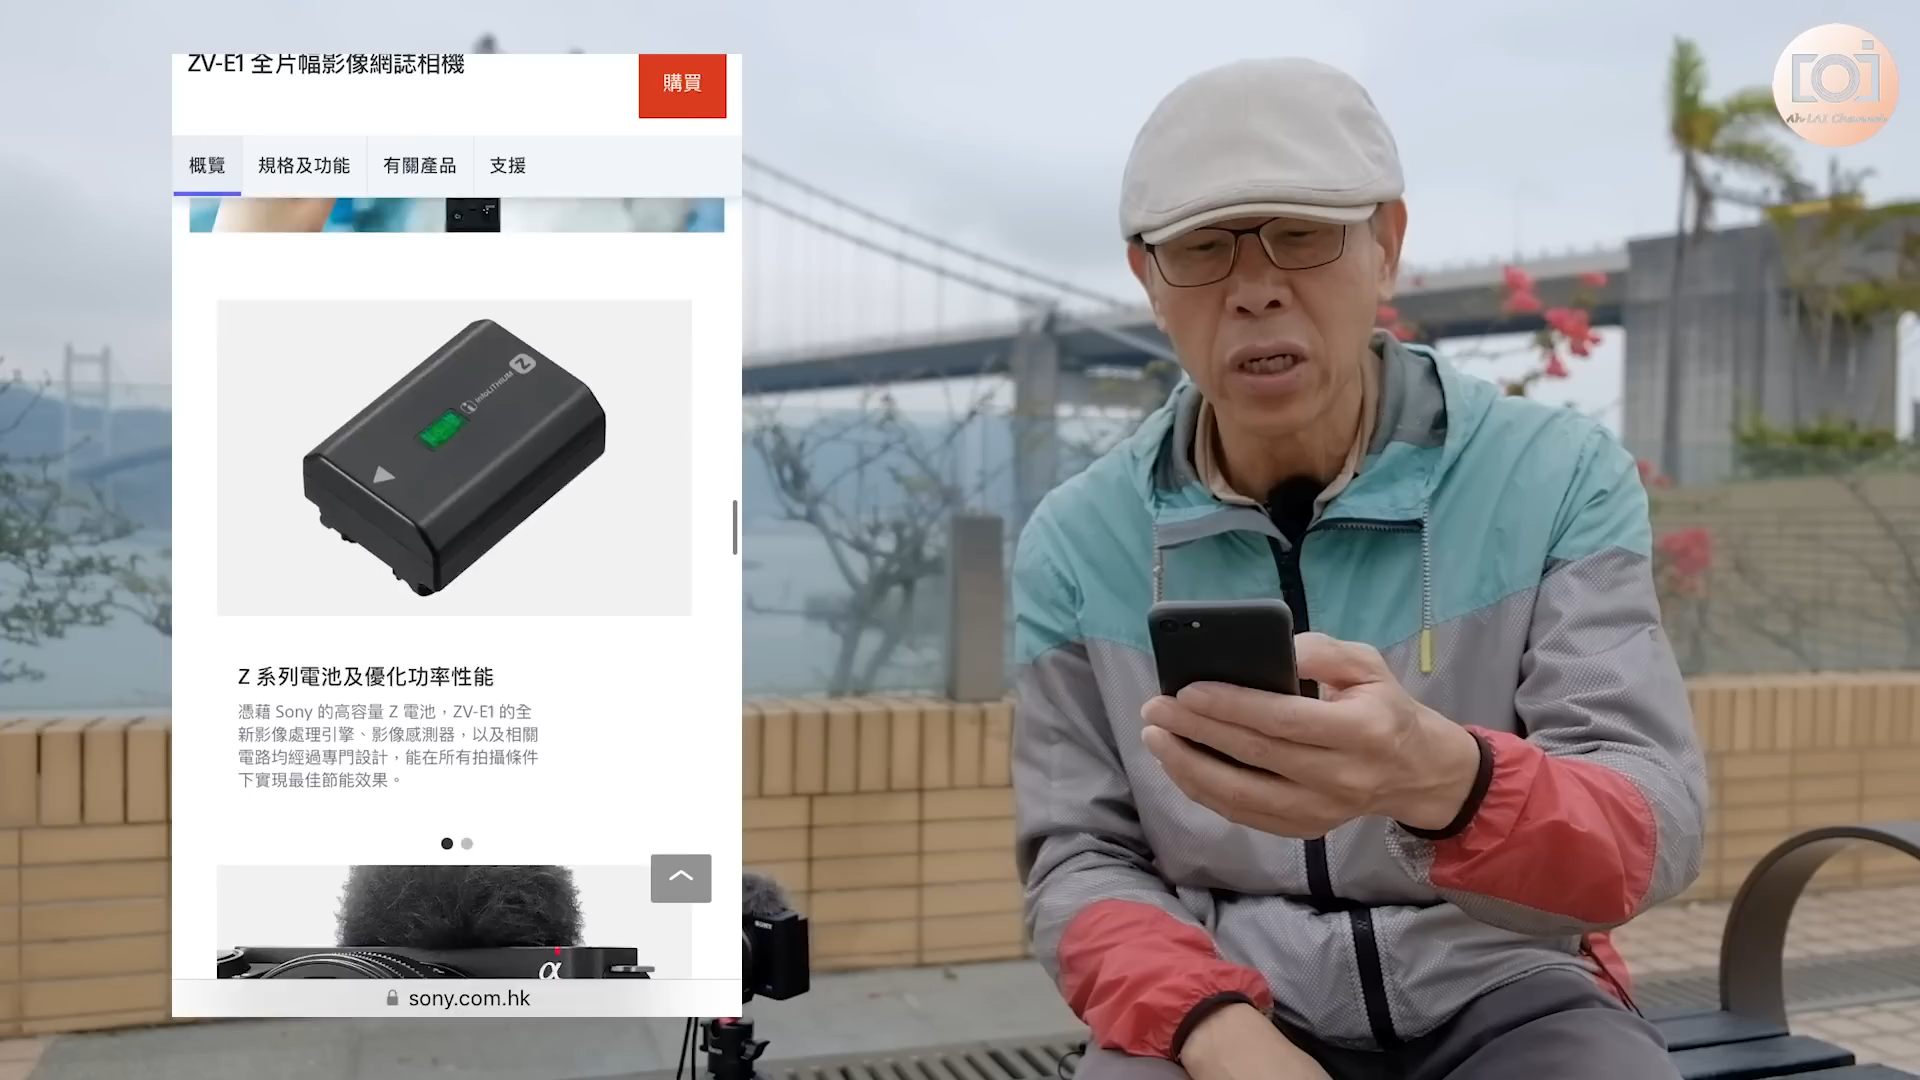 ZV-E1 全片幅影像網誌相機
購買
概覽
規格及功能
有關產品
支援
infoLITHIUM Z
Z 系列電池及優化功率性能
憑藉 Sony 的高容量 Z 電池，ZV-E1 的全
新影像處理引擎、影像感測器，以及相關
電路均經過專門設計，能在所有拍攝條件
下實現最佳節能效果。
α
sony.com.hk
SONY
Ah LAI Channel